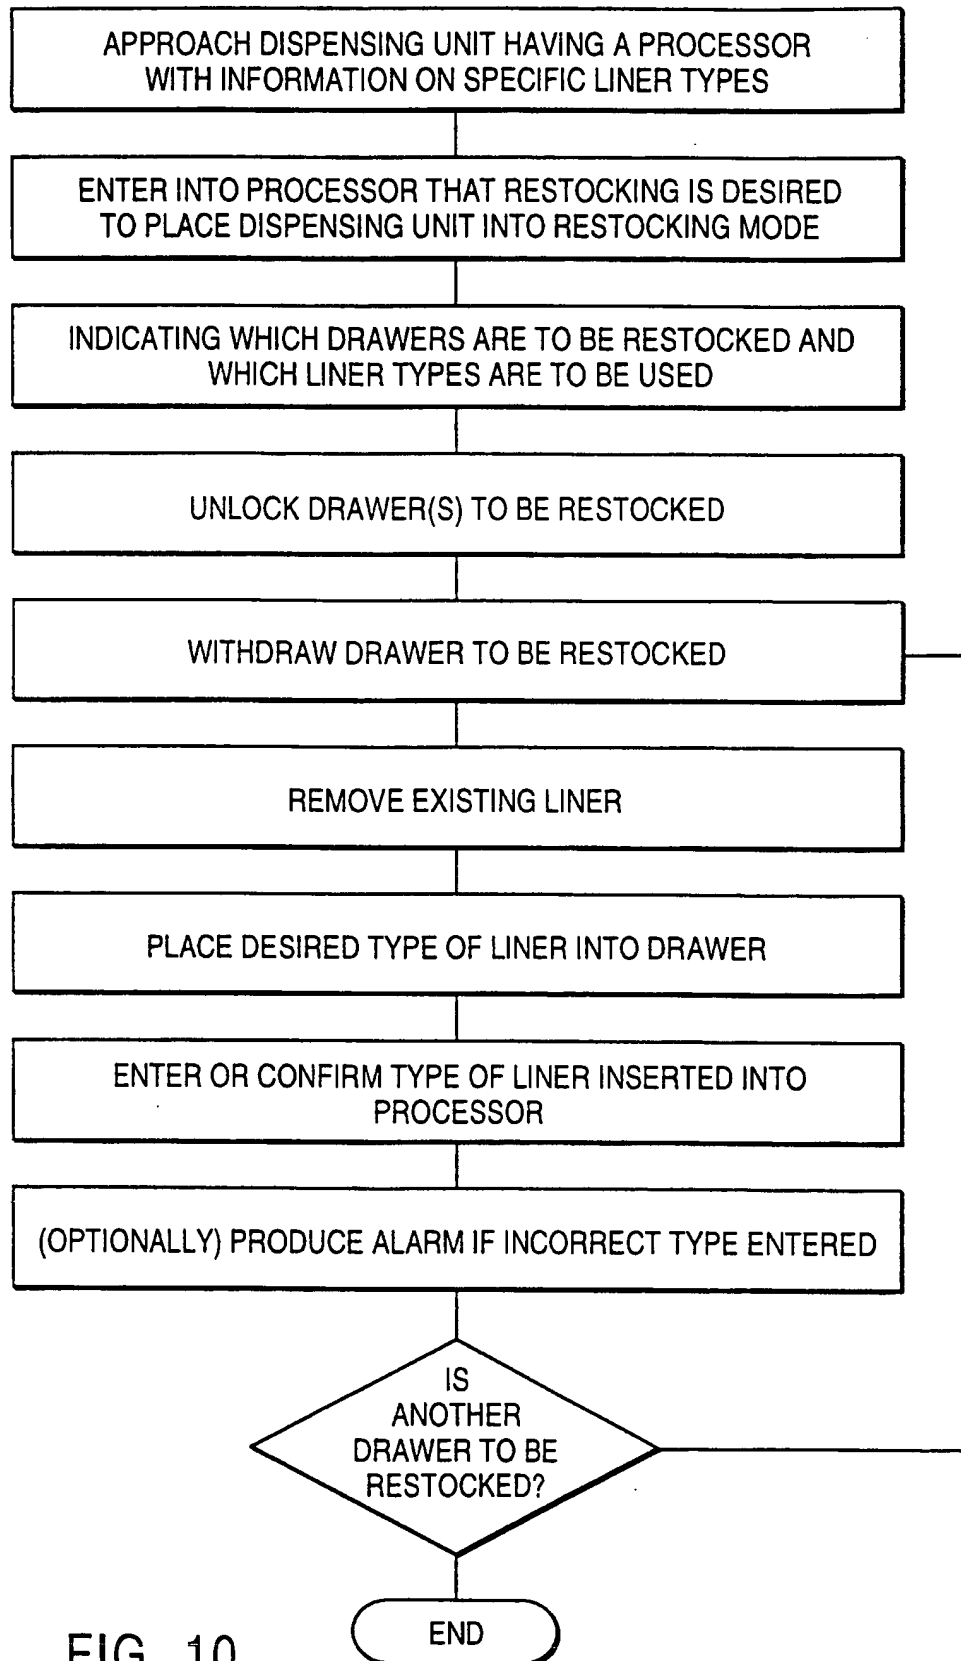 APPROACH DISPENSING UNIT HAVING A PROCESSOR
WITH INFORMATION ON SPECIFIC LINER TYPES
ENTER INTO PROCESSOR THAT RESTOCKING IS DESIRED
TO PLACE DISPENSING UNIT INTO RESTOCKING MODE
INDICATING WHICH DRAWERS ARE TO BE RESTOCKED AND
WHICH LINER TYPES ARE TO BE USED
UNLOCK DRAWER(S) TO BE RESTOCKED
WITHDRAW DRAWER TO BE RESTOCKED
REMOVE EXISTING LINER
PLACE DESIRED TYPE OF LINER INTO DRAWER
ENTER OR CONFIRM TYPE OF LINER INSERTED INTO
PROCESSOR
(OPTIONALLY) PRODUCE ALARM IF INCORRECT TYPE ENTERED
IS
ANOTHER
DRAWER TO BE
RESTOCKED?
END
FIG. 10